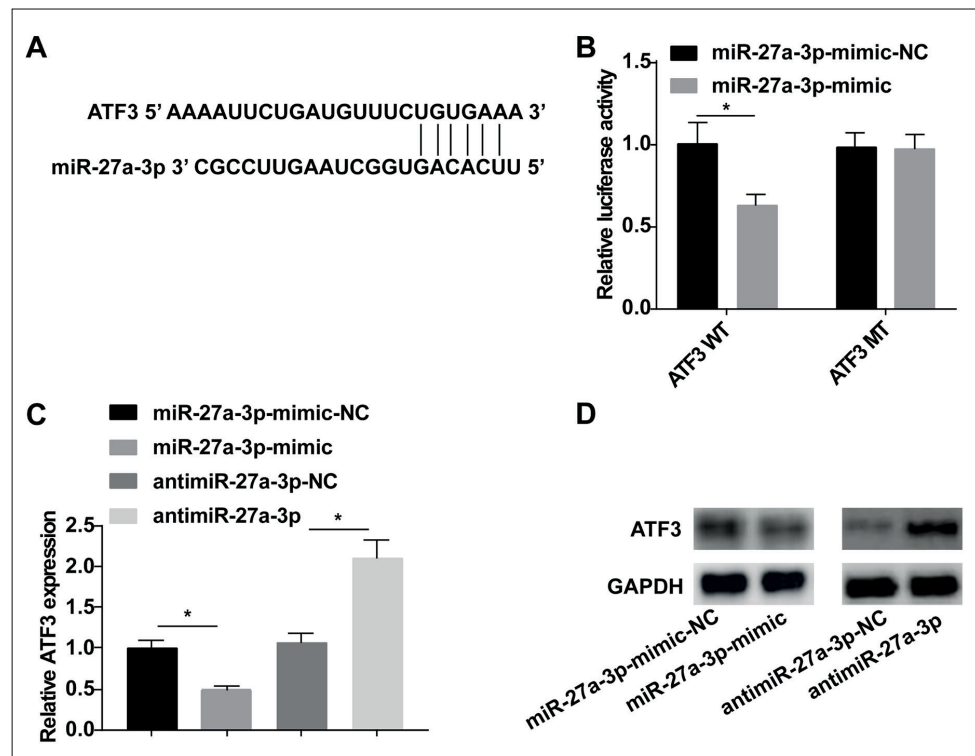 A
ATF3 5’ AAAAUUCUGAUGUUUCUGUGAAA 3’
miR-27a-3p 3’ CGCCUUGAAUCGGUGACACUU 5’
B
miR-27a-3p-mimic-NC
miR-27a-3p-mimic
Relative luciferase activity
1.5
1.0
0.5
0.0
*
ATF3 WT
ATF3 MT
C
miR-27a-3p-mimic-NC
miR-27a-3p-mimic
antimiR-27a-3p-NC
antimiR-27a-3p
Relative ATF3 expression
2.5
2.0
1.5
1.0
0.5
0.0
*
*
D
ATF3
GAPDH
miR-27a-3p-mimic-NC
miR-27a-3p-mimic
antimiR-27a-3p-NC
antimiR-27a-3p